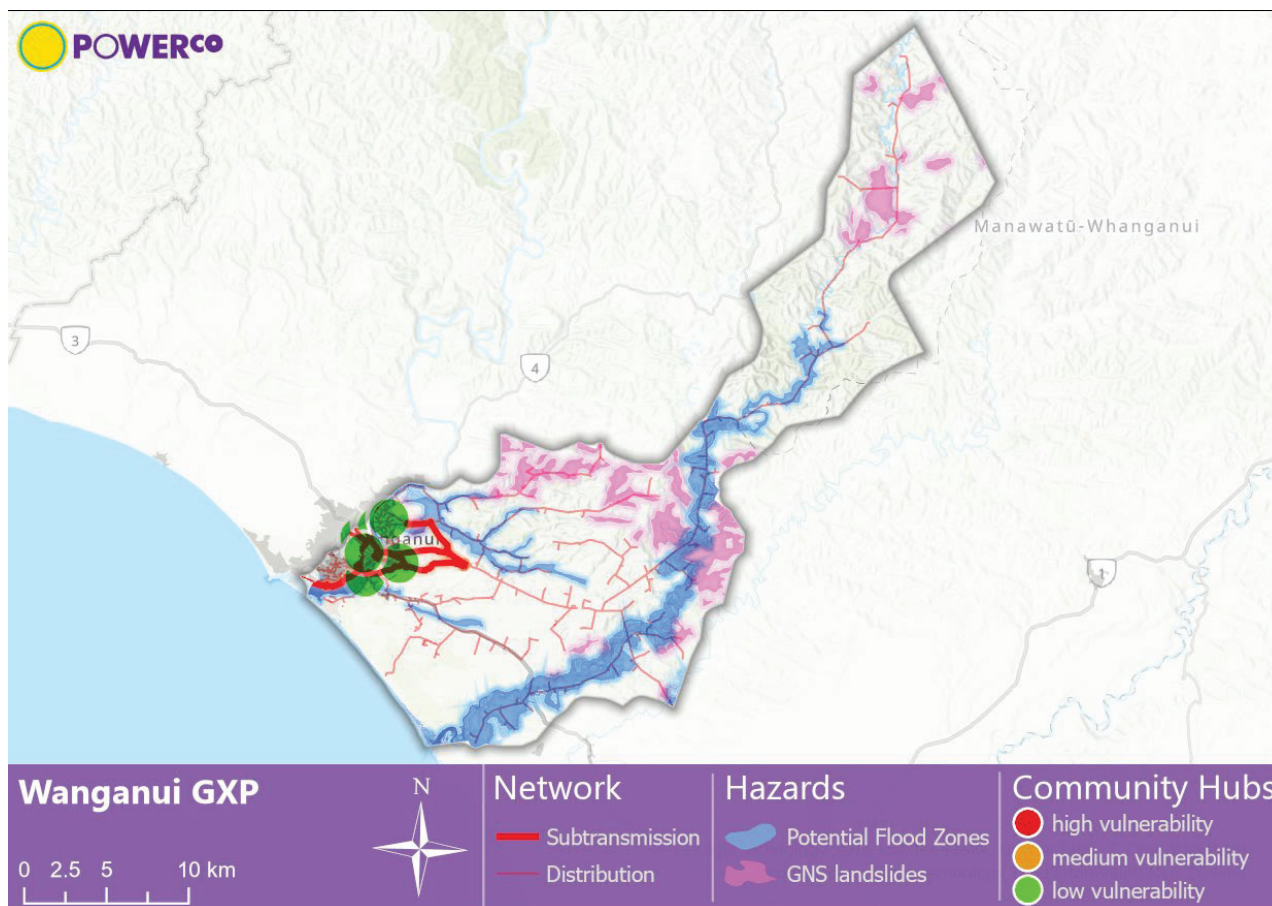 POWERCO
Manawatū-Whanganui
3
4
1
Wanganui GXP
0 2.5 5 10 km
N
Network
Subtransmission
Distribution
Hazards
Potential Flood Zones
GNS landslides
Community Hubs
high vulnerability
medium vulnerability
low vulnerability